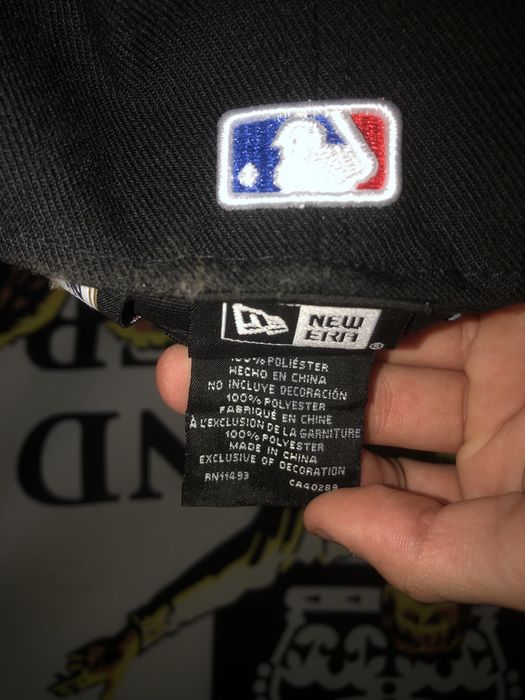 NEW
ERA
®
100% POLIÉSTER
HECHO EN CHINA
NO INCLUYE DECORACIÓN
100% POLYESTER
FABRIQUÉ EN CHINE
À L'EXCLUSION DE LA GARNITURE
100% POLYESTER
MADE IN CHINA
EXCLUSIVE OF DECORATION
RN11493 CA40289